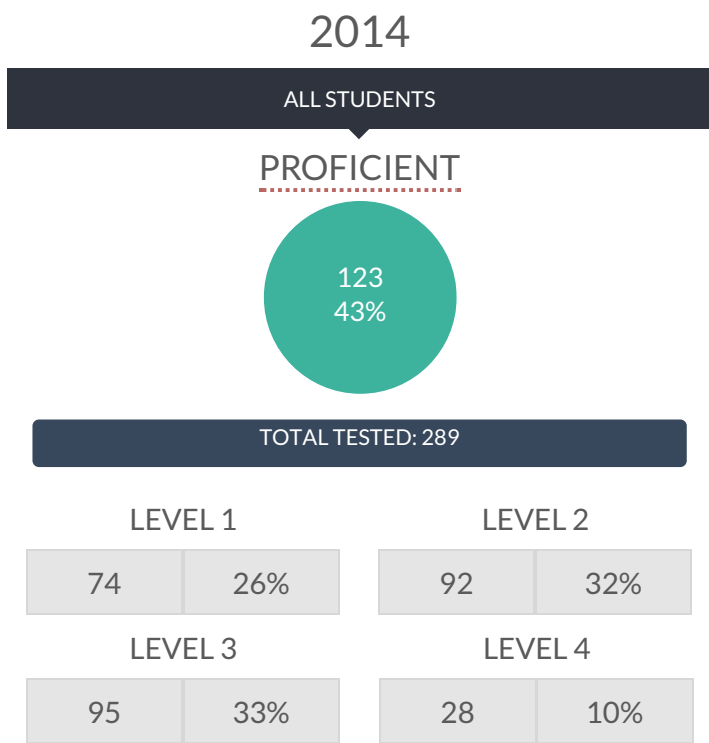 2014
ALL STUDENTS
PROFICIENT
123
43%
TOTAL TESTED: 289
LEVEL 1
74 26%
LEVEL 2
92 32%
LEVEL 3
95 33%
LEVEL 4
28 10%